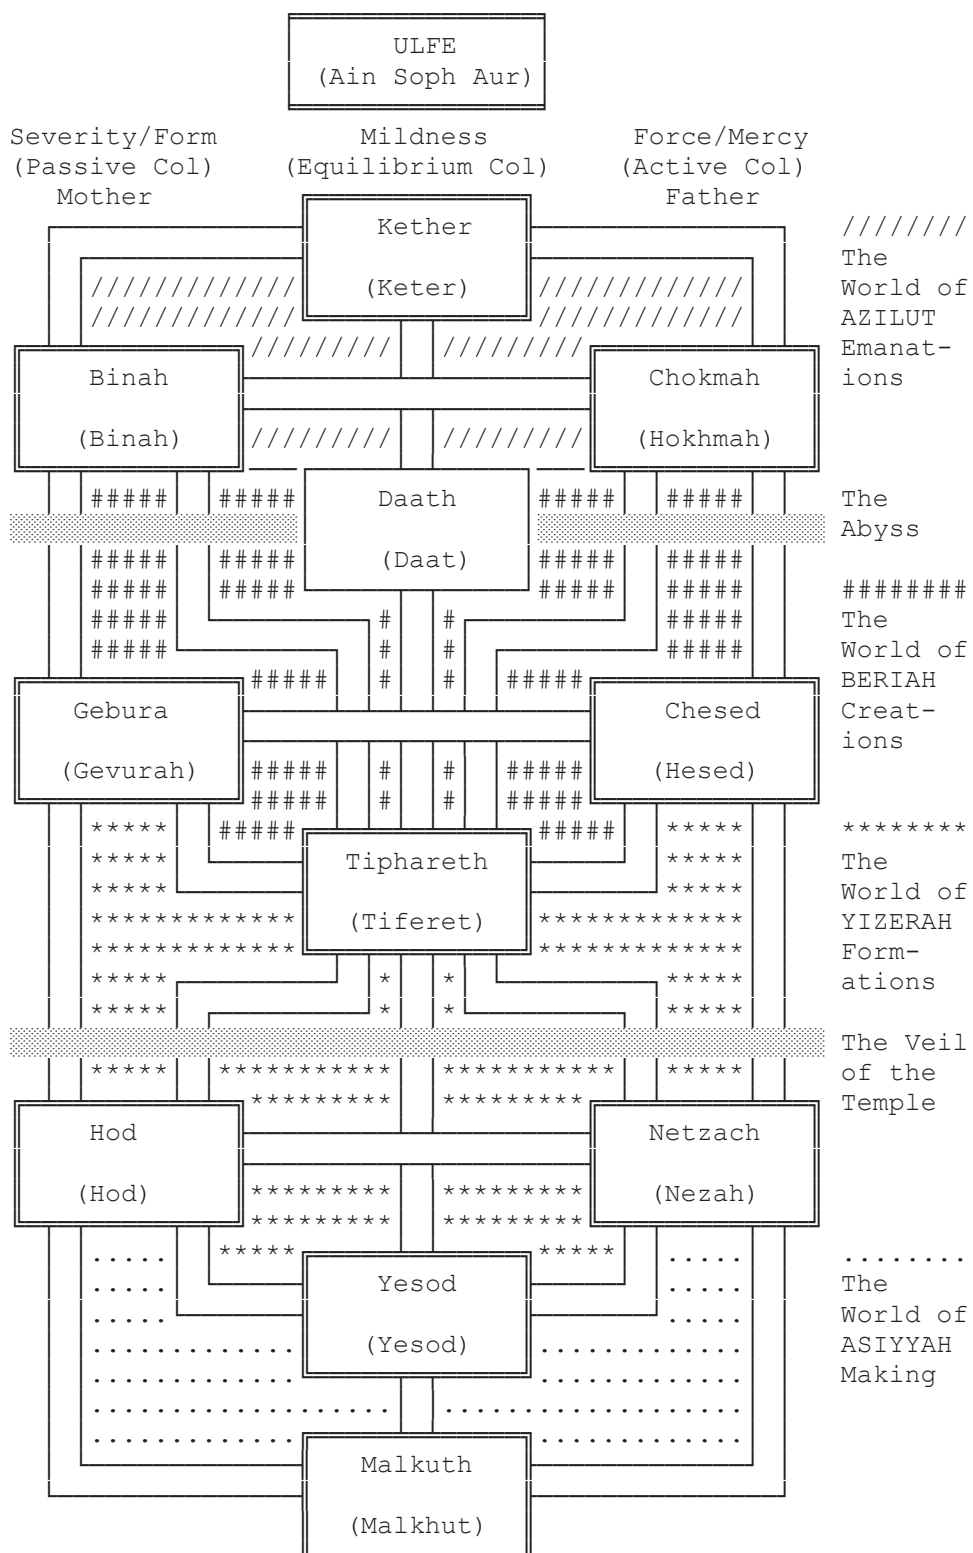 ULFE
(Ain Soph Aur)
Severity/Form Mildness Force/Mercy
(Passive Col) (Equilibrium Col) (Active Col)
Mother Father
Kether ////////
The
///////////// (Keter) ///////////// World of
///////////// ///////////// AZILUT
///////// ///////// Emanat-
Binah Chokmah ions
(Binah) ///////// ///////// (Hokhmah)
##### ##### Daath ##### ##### The
Abyss
##### ##### (Daat) ##### #####
##### ##### ##### ##### ########
##### # # ##### The
##### # # ##### World of
##### # # ##### BERIAH
Gebura Chesed Creat-
ions
(Gevurah) ##### # # ##### (Hesed)
##### # # #####
***** ##### ##### ***** ********
***** Tiphareth ***** The
***** ***** World of
************* (Tiferet) ************* YIZERAH
************* ************* Form-
***** * * ***** ations
***** * * *****
The Veil
***** *********** *********** ***** of the
********* ********* Temple
Hod Netzach
(Hod) ********* ********* (Nezah)
********* *********
..... ***** ***** ..... ........
..... Yesod ..... The
..... ..... World of
............. (Yesod) ............. ASIYYAH
............. ............. Making
................... ...................
............. .............
Malkuth
(Malkhut)